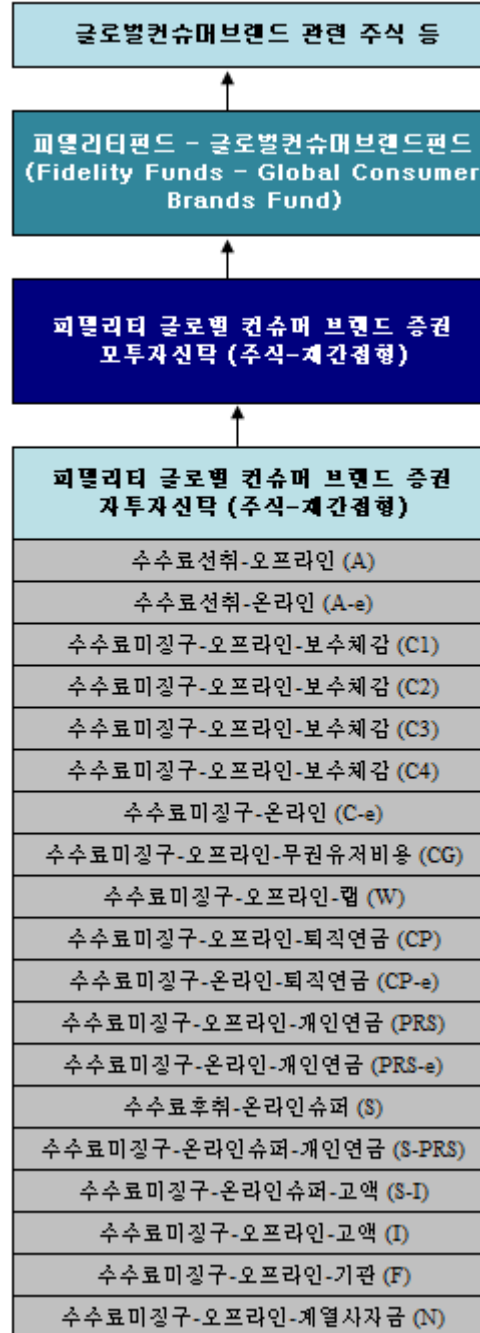 글로벌컨슈머브랜드 관련 주식 등
피델리티펀드 - 글로벌컨슈머브랜드펀드
(Fidelity Funds - Global Consumer
Brands Fund)
피델리티 글로벌 컨슈머 브랜드 증권
모투자신탁 (주식-재간접형)
피델리티 글로벌 컨슈머 브랜드 증권
자투자신탁 (주식-재간접형)
수수료선취-오프라인 (A)
수수료선취-온라인 (A-e)
수수료미징구-오프라인-보수체감 (C1)
수수료미징구-오프라인-보수체감 (C2)
수수료미징구-오프라인-보수체감 (C3)
수수료미징구-오프라인-보수체감 (C4)
수수료미징구-온라인 (C-e)
수수료미징구-오프라인-무권유저비용 (CG)
수수료미징구-오프라인-랩 (W)
수수료미징구-오프라인-퇴직연금 (CP)
수수료미징구-온라인-퇴직연금 (CP-e)
수수료미징구-오프라인-개인연금 (PRS)
수수료미징구-온라인-개인연금 (PRS-e)
수수료후취-온라인슈퍼 (S)
수수료미징구-온라인슈퍼-개인연금 (S-PRS)
수수료미징구-온라인슈퍼-고액 (S-I)
수수료미징구-오프라인-고액 (I)
수수료미징구-오프라인-기관 (F)
수수료미징구-오프라인-계열사자금 (N)